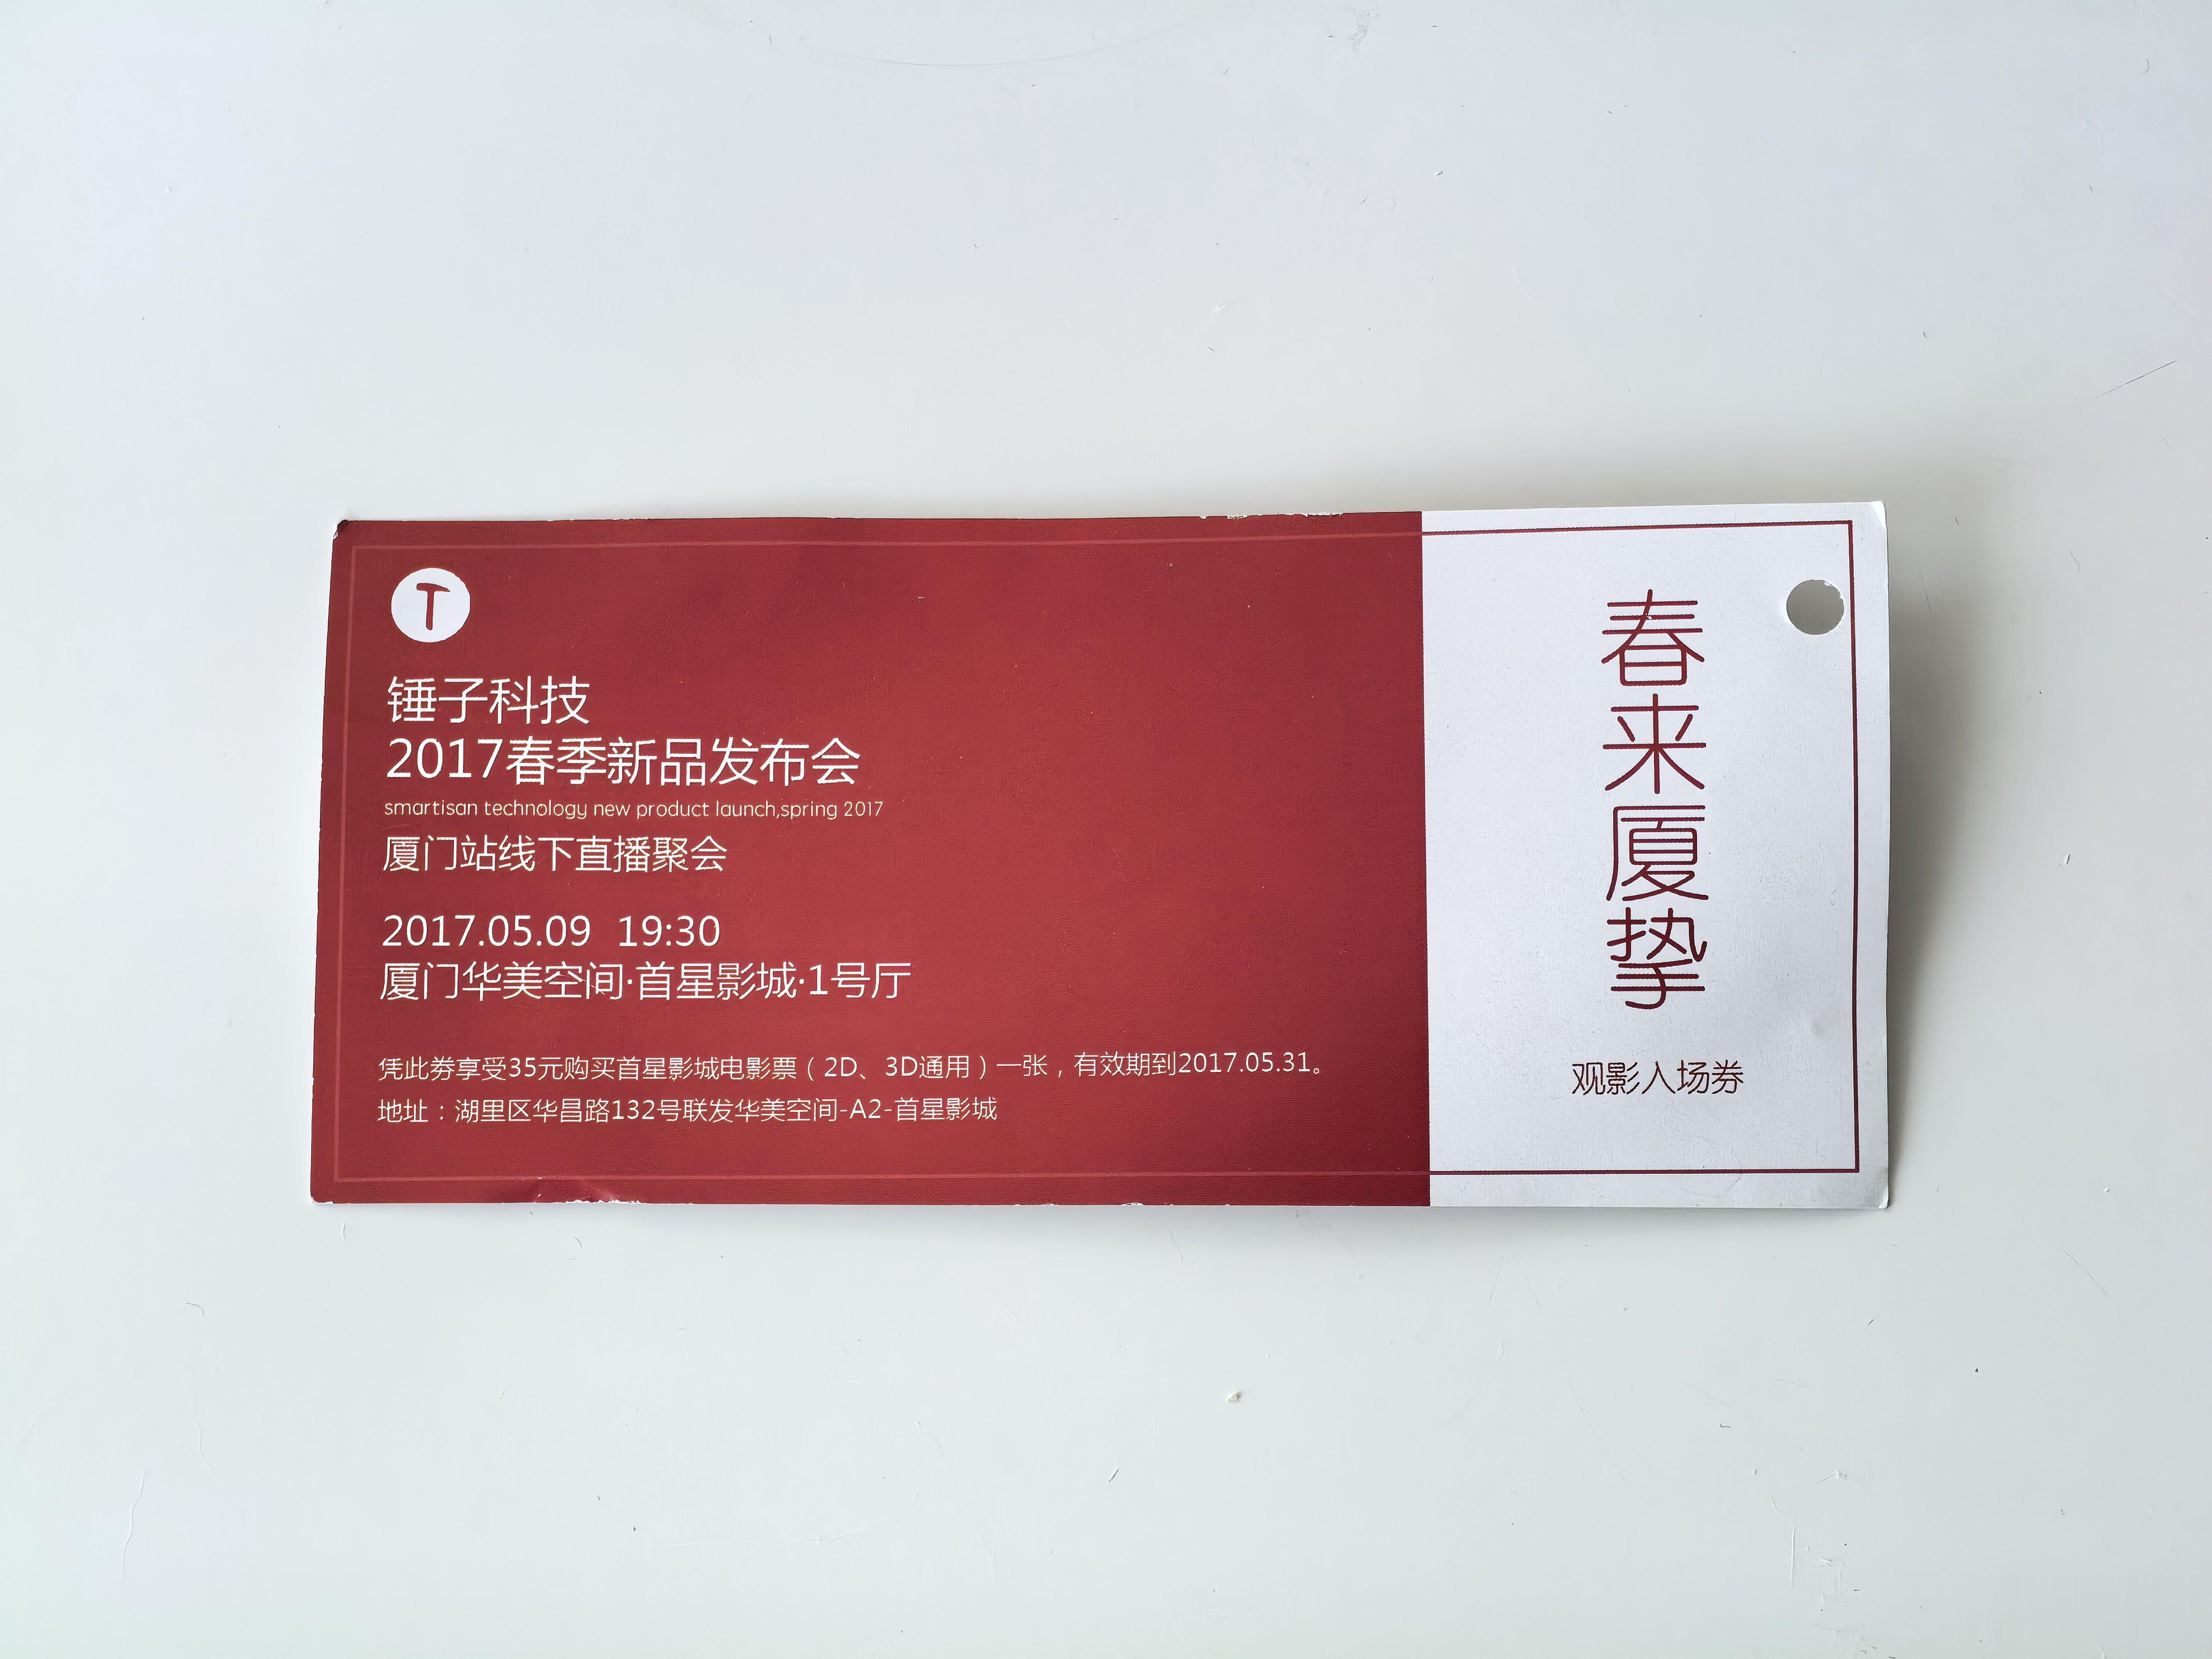 锤子科技
2017春季新品发布会
smartisan technology new product launch,spring 2017
厦门站线下直播聚会
2017.05.09 19:30
厦门华美空间·首星影城·1号厅
凭此券享受35元购买首星影城电影票（2D、3D通用）一张，有效期到2017.05.31。
地址：湖里区华昌路132号联发华美空间-A2-首星影城
春来厦挚
观影入场券